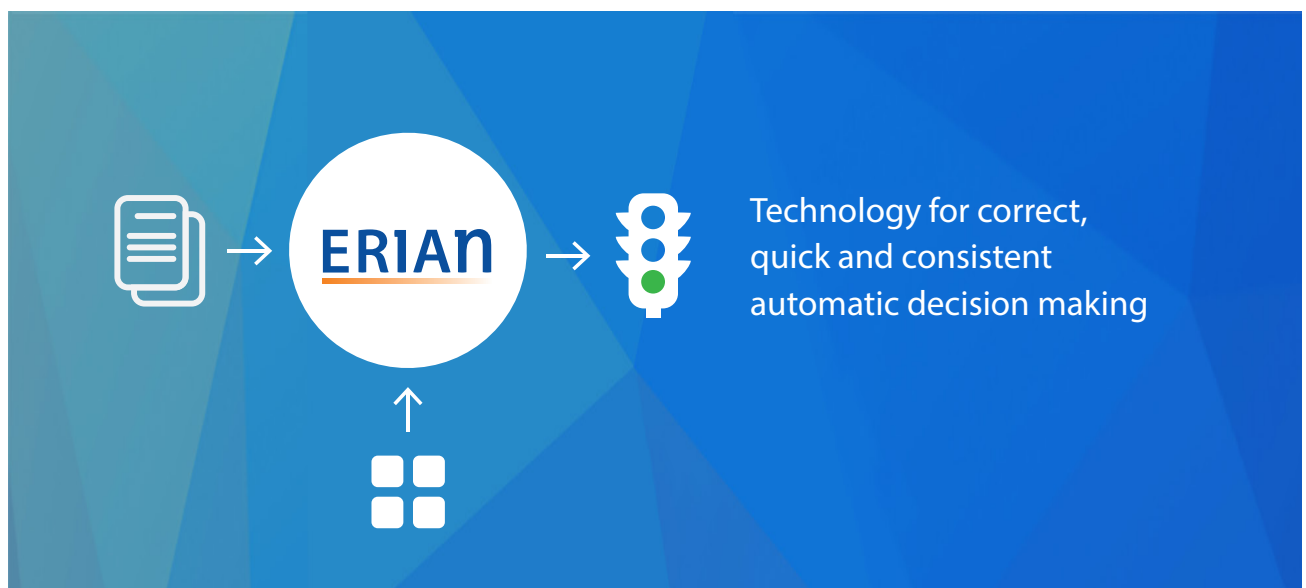 ERIAN
Technology for correct,
quick and consistent
automatic decision making